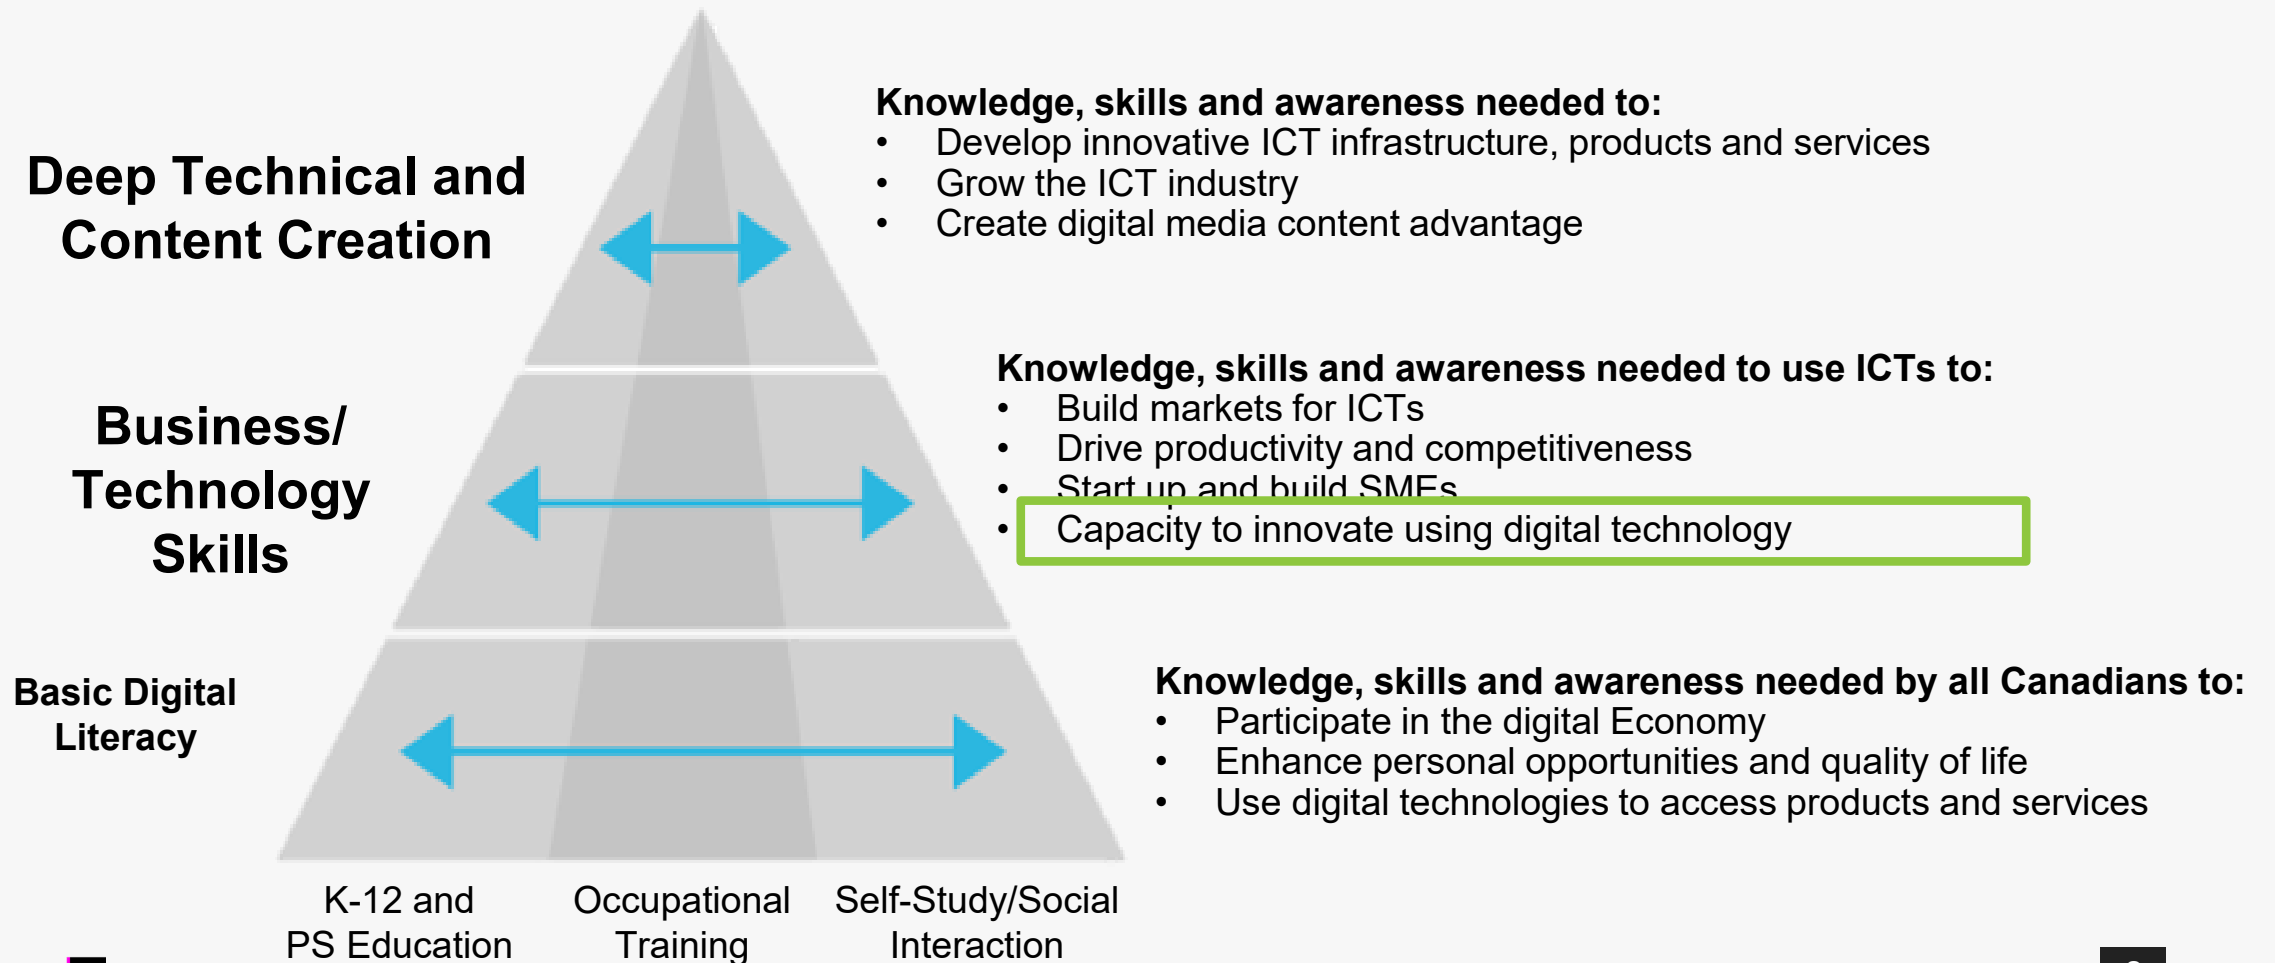 Knowledge, skills and awareness needed to:
• Develop innovative ICT infrastructure, products and services
• Grow the ICT industry
• Create digital media content advantage
Deep Technical and
Content Creation
Knowledge, skills and awareness needed to use ICTs to:
• Build markets for ICTs
• Drive productivity and competitiveness
• Start up and build SMEs
• Capacity to innovate using digital technology
Business/
Technology
Skills
Knowledge, skills and awareness needed by all Canadians to:
• Participate in the digital Economy
• Enhance personal opportunities and quality of life
• Use digital technologies to access products and services
Basic Digital
Literacy
K-12 and
PS Education
Occupational
Training
Self-Study/Social
Interaction